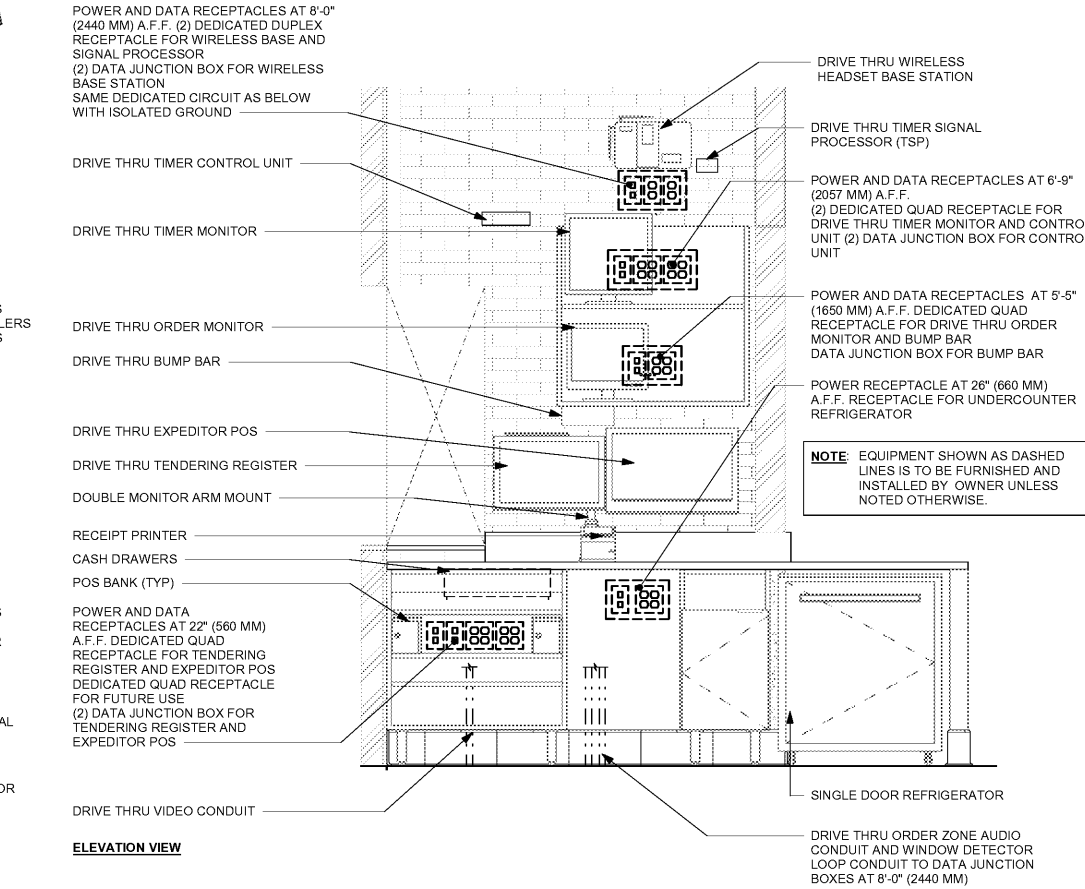 POWER AND DATA RECEPTACLES AT 8'-0"
(2440 MM) A.F.F. (2) DEDICATED DUPLEX
RECEPTACLE FOR WIRELESS BASE AND
SIGNAL PROCESSOR
(2) DATA JUNCTION BOX FOR WIRELESS
BASE STATION
SAME DEDICATED CIRCUIT AS BELOW
WITH ISOLATED GROUND
DRIVE THRU TIMER CONTROL UNIT
DRIVE THRU TIMER MONITOR
DRIVE THRU ORDER MONITOR
DRIVE THRU BUMP BAR
DRIVE THRU EXPEDITOR POS
DRIVE THRU TENDERING REGISTER
DOUBLE MONITOR ARM MOUNT
RECEIPT PRINTER
CASH DRAWERS
POS BANK (TYP)
POWER AND DATA
RECEPTACLES AT 22" (560 MM)
A.F.F. DEDICATED QUAD
RECEPTACLE FOR TENDERING
REGISTER AND EXPEDITOR POS
DEDICATED QUAD RECEPTACLE
FOR FUTURE USE
(2) DATA JUNCTION BOX FOR
TENDERING REGISTER AND
EXPEDITOR POS
DRIVE THRU VIDEO CONDUIT
ELEVATION VIEW
DRIVE THRU WIRELESS
HEADSET BASE STATION
DRIVE THRU TIMER SIGNAL
PROCESSOR (TSP)
POWER AND DATA RECEPTACLES AT 6'-9"
(2057 MM) A.F.F.
(2) DEDICATED QUAD RECEPTACLE FOR
DRIVE THRU TIMER MONITOR AND CONTRO
UNIT (2) DATA JUNCTION BOX FOR CONTRO
UNIT
POWER AND DATA RECEPTACLES AT 5'-5"
(1650 MM) A.F.F. DEDICATED QUAD
RECEPTACLE FOR DRIVE THRU ORDER
MONITOR AND BUMP BAR
DATA JUNCTION BOX FOR BUMP BAR
POWER RECEPTACLE AT 26" (660 MM)
A.F.F. RECEPTACLE FOR UNDERCOUNTER
REFRIGERATOR
NOTE: EQUIPMENT SHOWN AS DASHED
LINES IS TO BE FURNISHED AND
INSTALLED BY OWNER UNLESS
NOTED OTHERWISE.
SINGLE DOOR REFRIGERATOR
DRIVE THRU ORDER ZONE AUDIO
CONDUIT AND WINDOW DETECTOR
LOOP CONDUIT TO DATA JUNCTION
BOXES AT 8'-0" (2440 MM)
LERS
AL
OR